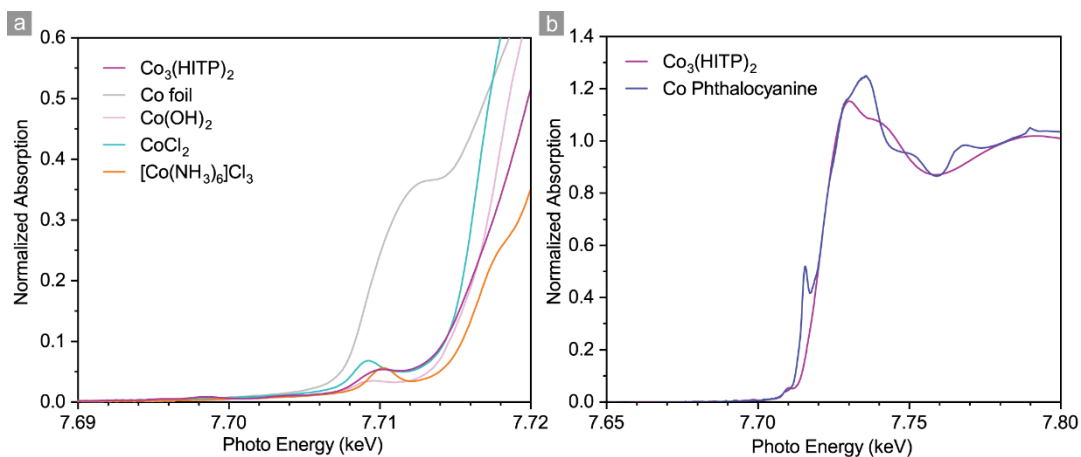 a
0.6
0.5
0.4
0.3
0.2
0.1
0.0
Normalized Absorption
Co₃(HITP)₂
Co foil
Co(OH)₂
CoCl₂
[Co(NH₃)₆]Cl₃
7.69
7.70
7.71
7.72
Photo Energy (keV)
b
1.4
1.2
1.0
0.8
0.6
0.4
0.2
0.0
Normalized Absorption
Co₃(HITP)₂
Co Phthalocyanine
7.65
7.70
7.75
7.80
Photo Energy (keV)